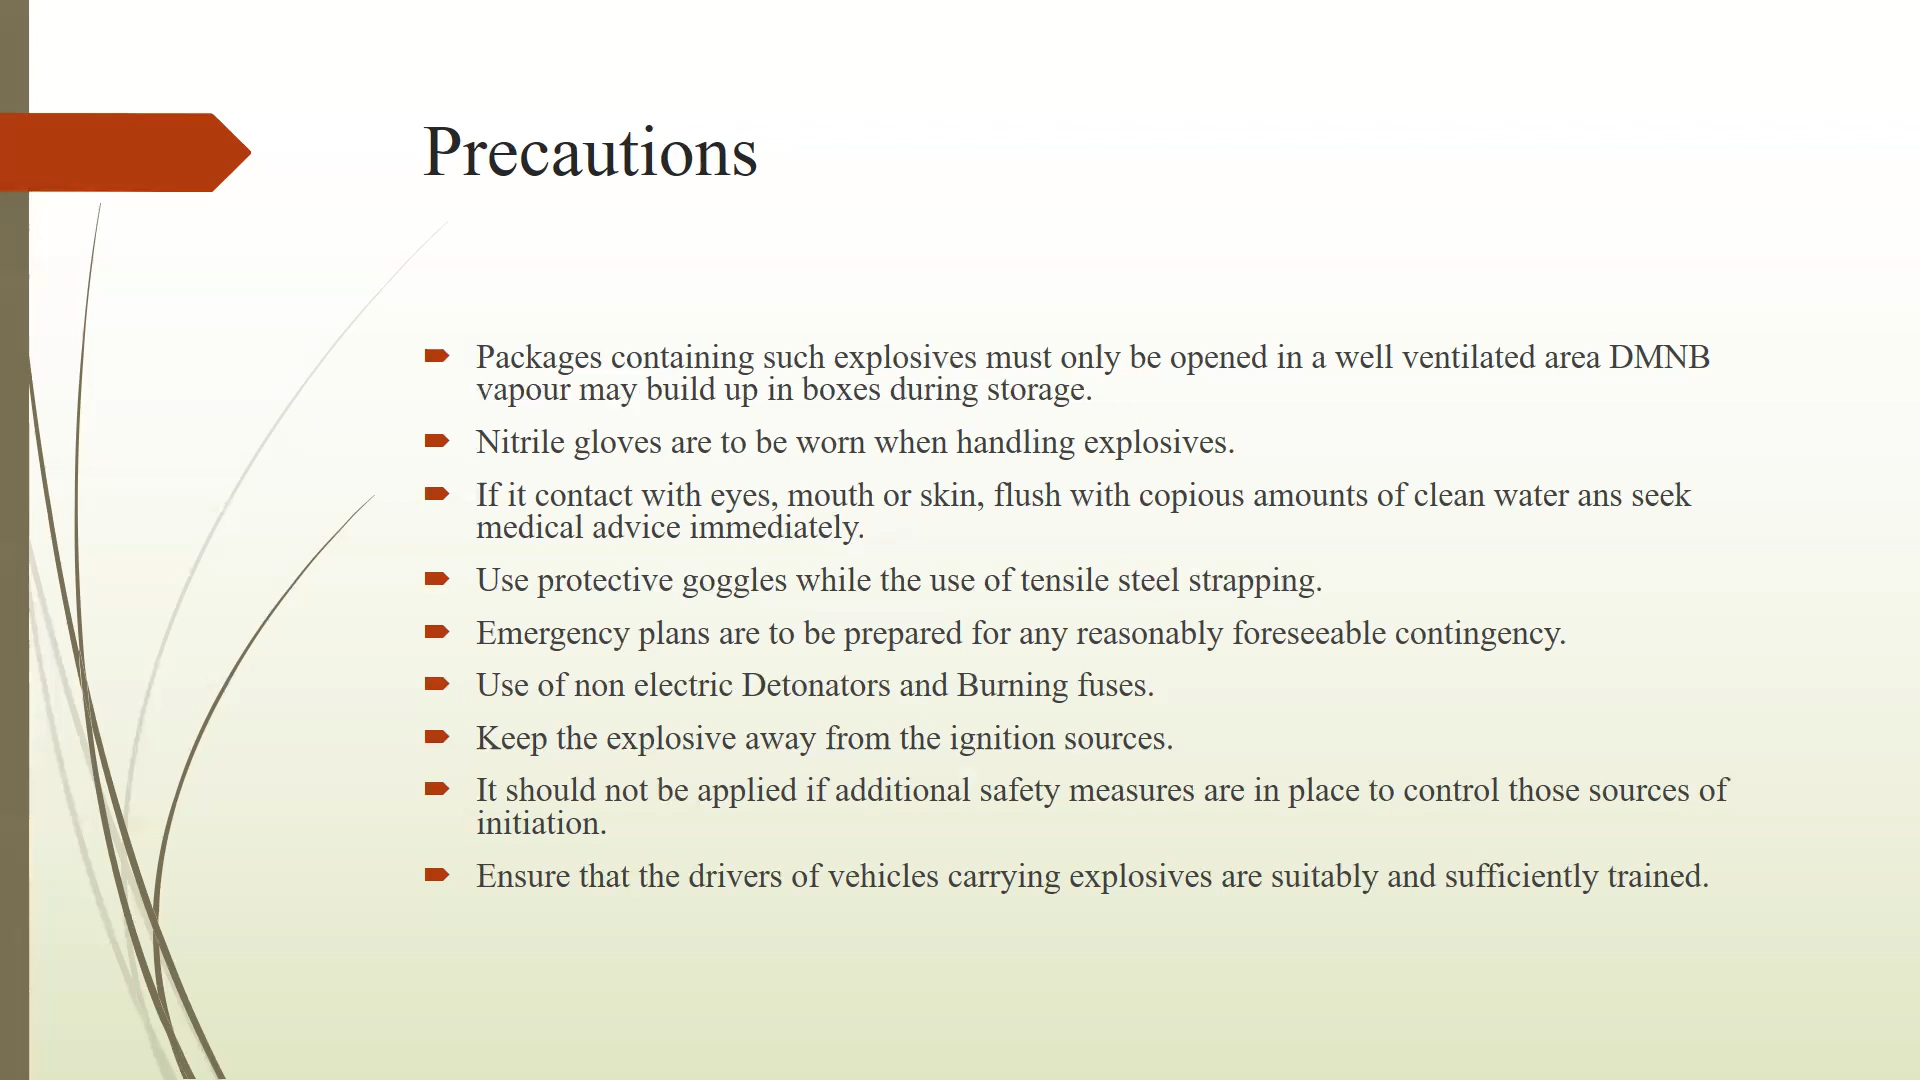 Precautions
Packages containing such explosives must only be opened in a well ventilated area DMNB
vapour may build up in boxes during storage.
Nitrile gloves are to be worn when handling explosives.
If it contact with eyes, mouth or skin, flush with copious amounts of clean water ans seek
medical advice immediately.
Use protective goggles while the use of tensile steel strapping.
Emergency plans are to be prepared for any reasonably foreseeable contingency.
Use of non electric Detonators and Burning fuses.
Keep the explosive away from the ignition sources.
It should not be applied if additional safety measures are in place to control those sources of
initiation.
Ensure that the drivers of vehicles carrying explosives are suitably and sufficiently trained.